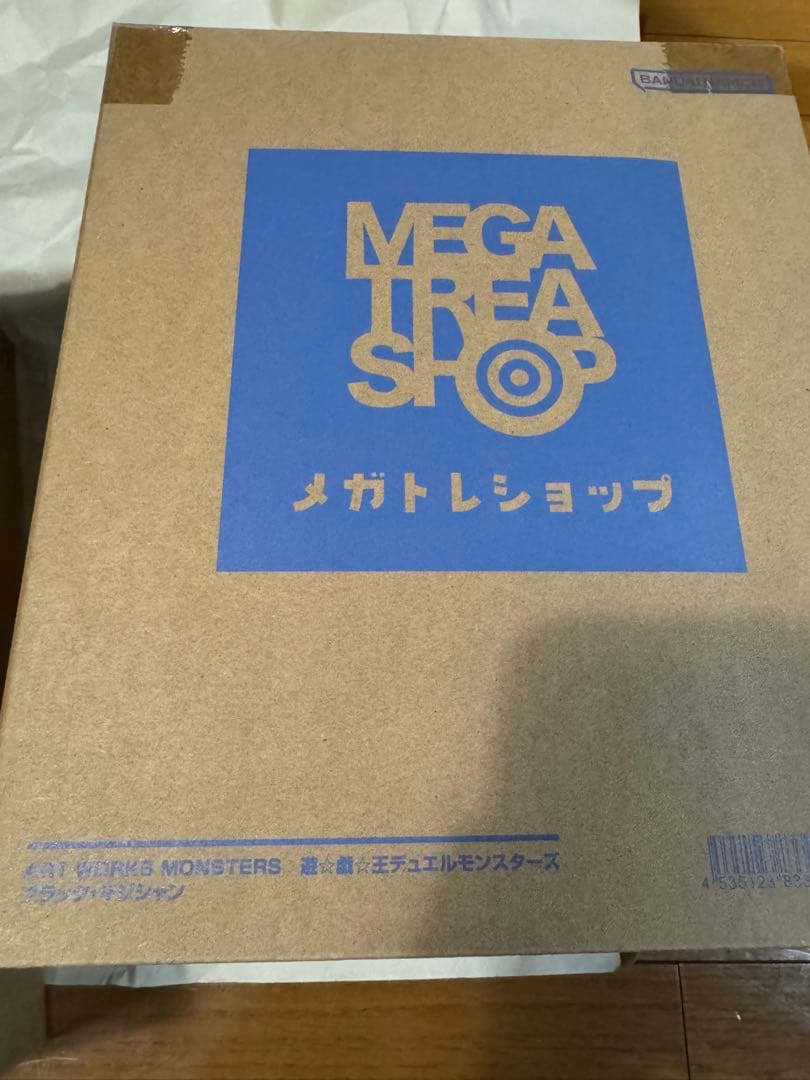 MEGA
TREA
SHOP
メガトレショップ
ART WORKS MONSTERS 遊☆戯☆王デュエルモンスターズ
ブラック・マジシャン